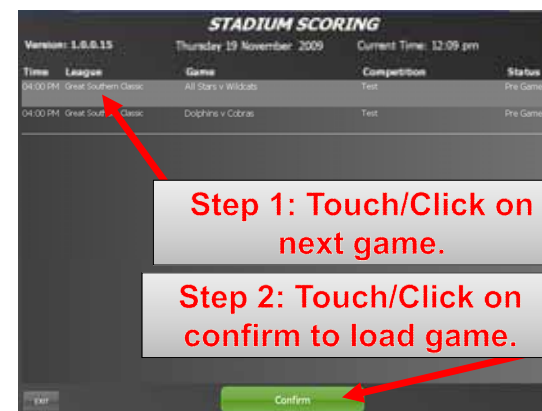 STADIUM SCORING
Version: 1.0.0.15 Thursday 19 November 2009 Current Time: 12:09 pm
Time League Game Competition Status
04:00 PM Great Southern Classic All Stars v Wildcats Test Pre Game
04:00 PM Great Southern Classic Dolphins v Cobras Test Pre Game
Step 1: Touch/Click on
next game.
Step 2: Touch/Click on
confirm to load game.
EXIT Confirm